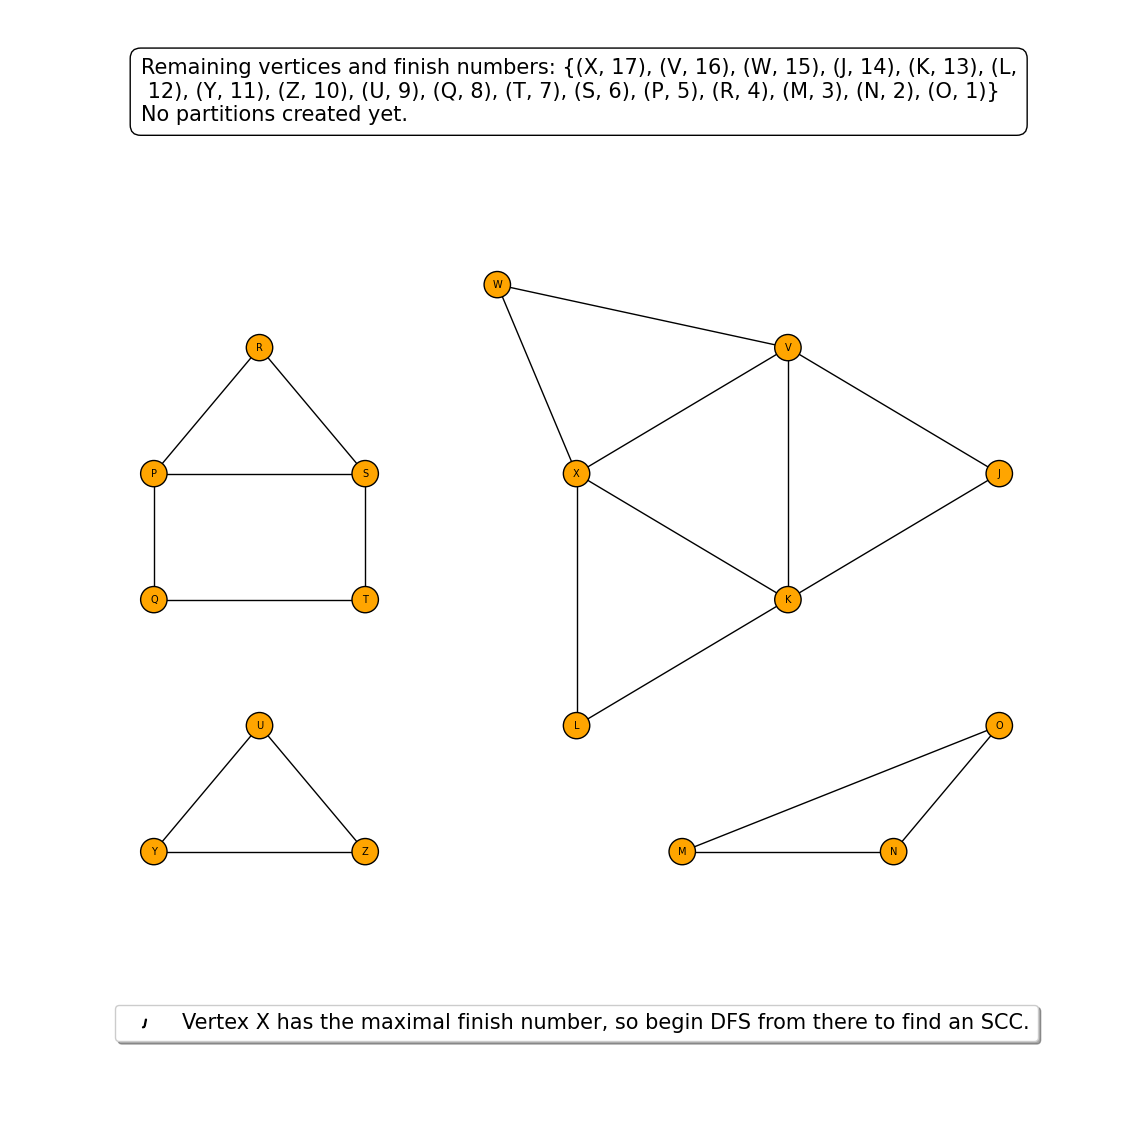 Remaining vertices and finish numbers: {(X, 17), (V, 16), (W, 15), (J, 14), (K, 13), (L,
12), (Y, 11), (Z, 10), (U, 9), (Q, 8), (T, 7), (S, 6), (P, 5), (R, 4), (M, 3), (N, 2), (O, 1)}
No partitions created yet.
W
R
V
P
S
X
J
Q
T
K
U
L
O
Y
Z
M
N
Vertex X has the maximal finish number, so begin DFS from there to find an SCC.